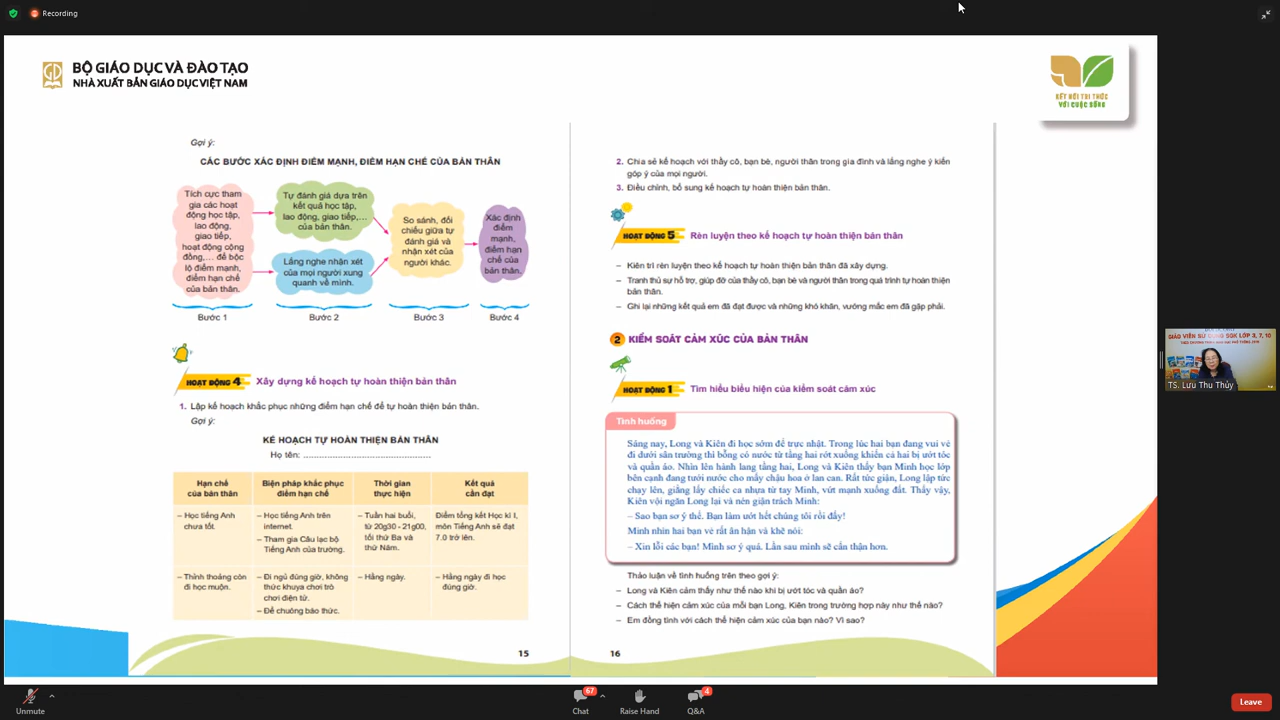 Recording
BỘ GIÁO DỤC VÀ ĐÀO TẠO
NHÀ XUẤT BẢN GIÁO DỤC VIỆT NAM
KẾT NỐI TRI THỨC
VỚI CUỘC SỐNG
Gợi ý:
CÁC BƯỚC XÁC ĐỊNH ĐIỂM MẠNH, ĐIỂM HẠN CHẾ CỦA BẢN THÂN
Tích cực tham
gia các hoạt
động học tập,
lao động,
giao tiếp,
hoạt động cộng
đồng,... để bộc
lộ điểm mạnh,
điểm hạn chế
của bản thân.
Tự đánh giá dựa trên
kết quả học tập,
lao động, giao tiếp,...
của bản thân.
Lắng nghe nhận xét
của mọi người xung
quanh về mình.
So sánh, đối
chiếu giữa tự
đánh giá và
nhận xét của
người khác.
Xác định
điểm
mạnh,
điểm hạn
chế của
bản thân.
Bước 1
Bước 2
Bước 3
Bước 4
HOẠT ĐỘNG 4 Xây dựng kế hoạch tự hoàn thiện bản thân
1. Lập kế hoạch khắc phục những điểm hạn chế để tự hoàn thiện bản thân.
Gợi ý:
KẾ HOẠCH TỰ HOÀN THIỆN BẢN THÂN
Họ tên: ...............................................
Hạn chế
của bản thân
Biện pháp khắc phục
điểm hạn chế
Thời gian
thực hiện
Kết quả
cần đạt
– Học tiếng Anh
chưa tốt.
– Học tiếng Anh trên
internet.
– Tham gia Câu lạc bộ
Tiếng Anh của trường.
– Tuần hai buổi,
từ 20g30 - 21g00,
tối thứ Ba và
thứ Năm.
Điểm tổng kết Học kì I,
môn Tiếng Anh sẽ đạt
7.0 trở lên.
– Thỉnh thoảng còn
đi học muộn.
– Đi ngủ đúng giờ, không
thức khuya chơi trò
chơi điện tử.
– Để chuông báo thức.
– Hằng ngày.
– Hằng ngày đi học
đúng giờ.
15
2. Chia sẻ kế hoạch với thầy cô, bạn bè, người thân trong gia đình và lắng nghe ý kiến
góp ý của mọi người.
3. Điều chỉnh, bổ sung kế hoạch tự hoàn thiện bản thân.
HOẠT ĐỘNG 5 Rèn luyện theo kế hoạch tự hoàn thiện bản thân
– Kiên trì rèn luyện theo kế hoạch tự hoàn thiện bản thân đã xây dựng.
– Tranh thủ sự hỗ trợ, giúp đỡ của thầy cô, bạn bè và người thân trong quá trình tự hoàn thiện
bản thân.
– Ghi lại những kết quả em đã đạt được và những khó khăn, vướng mắc em đã gặp phải.
2 KIỂM SOÁT CẢM XÚC CỦA BẢN THÂN
HOẠT ĐỘNG 1 Tìm hiểu biểu hiện của kiểm soát cảm xúc
Tình huống
Sáng nay, Long và Kiên đi học sớm để trực nhật. Trong lúc hai bạn đang vui vẻ
đi dưới sân trường thì bỗng có nước từ tầng hai rớt xuống khiến cả hai bị ướt tóc
và quần áo. Nhìn lên hành lang tầng hai, Long và Kiên thấy bạn Minh học lớp
bên cạnh đang tưới nước cho mấy chậu hoa ở lan can. Rất tức giận, Long lập tức
chạy lên, giằng lấy chiếc ca nhựa từ tay Minh, vứt mạnh xuống đất. Thấy vậy,
Kiên vội ngăn Long lại và nén giận trách Minh:
– Sao bạn sơ ý thế. Bạn làm ướt hết chúng tôi rồi đấy!
Minh nhìn hai bạn vẻ rất ân hận và khẽ nói:
– Xin lỗi các bạn! Mình sơ ý quá. Lần sau mình sẽ cẩn thận hơn.
Thảo luận về tình huống trên theo gợi ý:
– Long và Kiên cảm thấy như thế nào khi bị ướt tóc và quần áo?
– Cách thể hiện cảm xúc của mỗi bạn Long, Kiên trong trường hợp này như thế nào?
– Em đồng tình với cách thể hiện cảm xúc của bạn nào? Vì sao?
16
GIÁO VIÊN SỬ DỤNG SGK LỚP 3, 7, 10
TS. Lưu Thu Thủy
Unmute
67
Chat
Raise Hand
4
Q&A
Leave